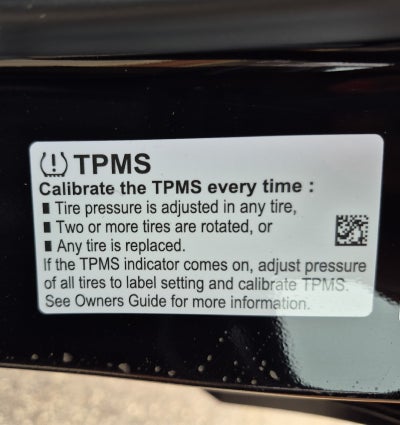 TPMS
Calibrate the TPMS every time :
Tire pressure is adjusted in any tire,
Two or more tires are rotated, or
Any tire is replaced.
If the TPMS indicator comes on, adjust pressure
of all tires to label setting and calibrate TPMS.
See Owners Guide for more information.